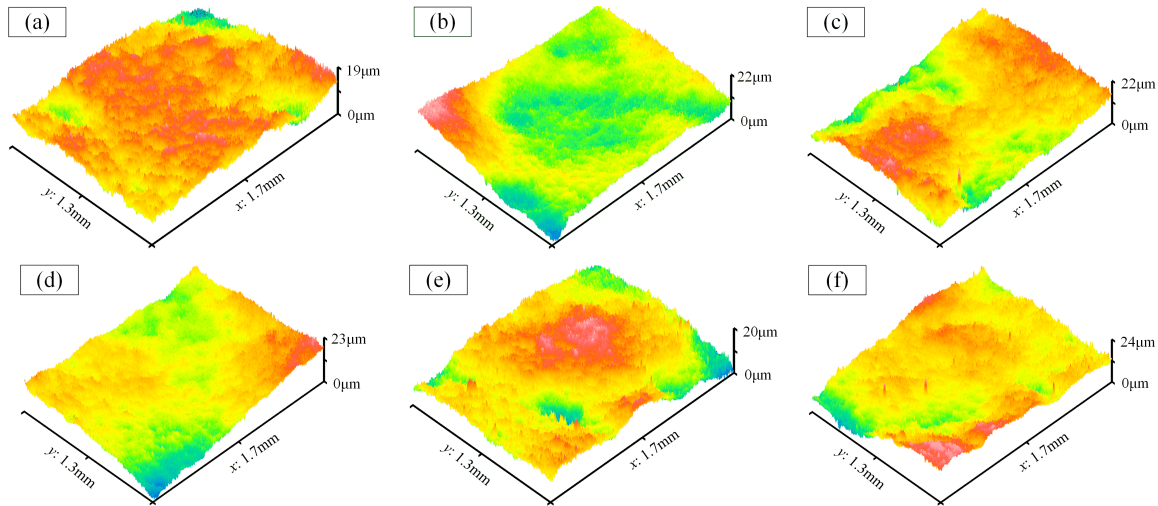 (a)
19μm
0μm
y: 1.3mm
x: 1.7mm
(b)
22μm
0μm
y: 1.3mm
x: 1.7mm
(c)
22μm
0μm
y: 1.3mm
x: 1.7mm
(d)
23μm
0μm
y: 1.3mm
x: 1.7mm
(e)
20μm
0μm
y: 1.3mm
x: 1.7mm
(f)
24μm
0μm
y: 1.3mm
x: 1.7mm